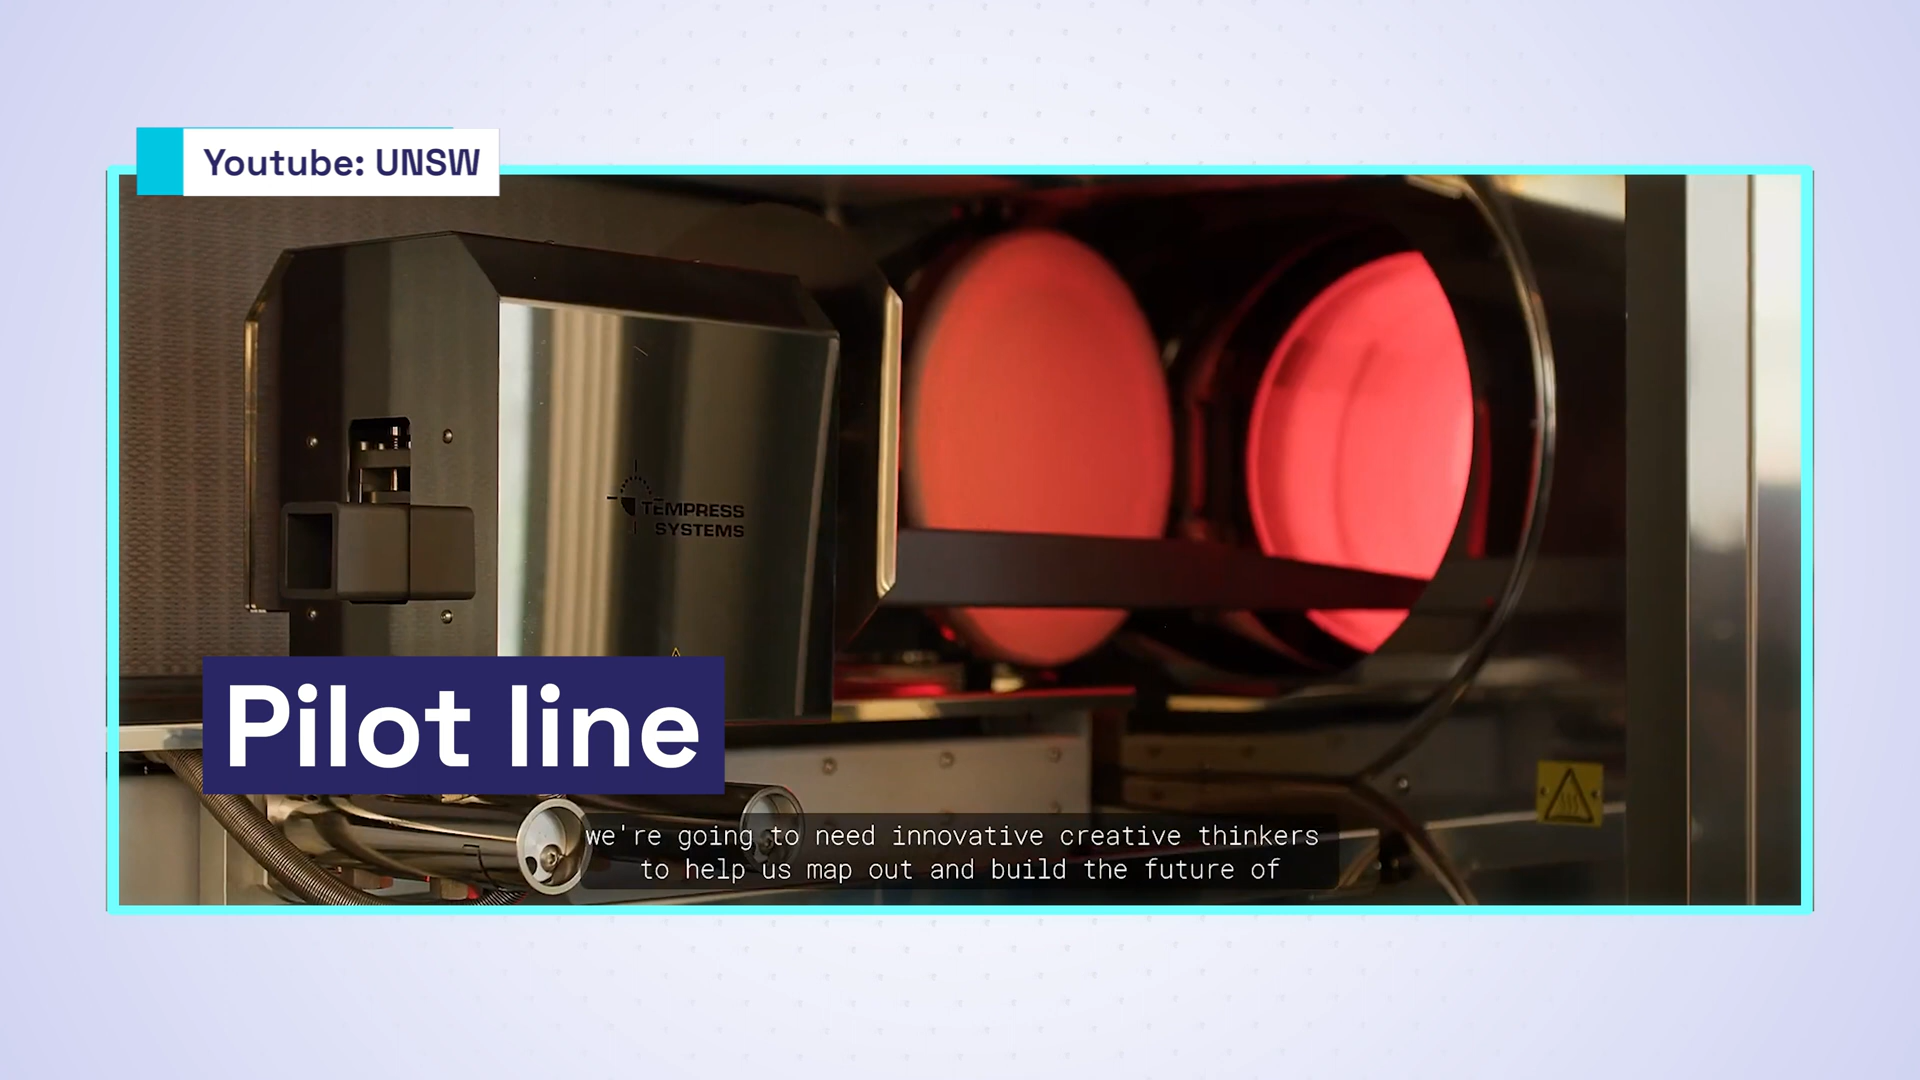 Youtube: UNSW
TEMPRESS
SYSTEMS
Pilot line
we're going to need innovative creative thinkers
to help us map out and build the future of